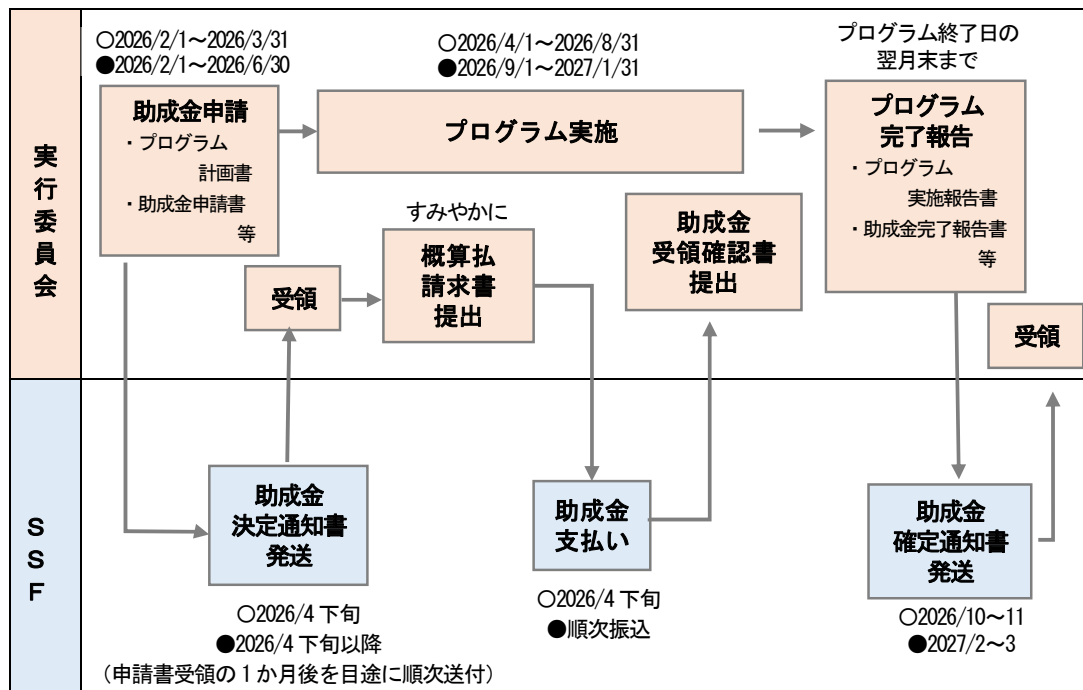 実行委員会
○2026/2/1～2026/3/31
●2026/2/1～2026/6/30
助成金申請
・プログラム
計画書
・助成金申請書
等
○2026/4/1～2026/8/31
●2026/9/1～2027/1/31
プログラム実施
プログラム終了日の
翌月末まで
プログラム
完了報告
・プログラム
実施報告書
・助成金完了報告書
等
受領
すみやかに
概算払
請求書
提出
助成金
受領確認書
提出
受領
ＳＳＦ
助成金
決定通知書
発送
○2026/4 下旬
●2026/4 下旬以降
（申請書受領の１か月後を目途に順次送付）
助成金
支払い
○2026/4 下旬
●順次振込
助成金
確定通知書
発送
○2026/10～11
●2027/2～3